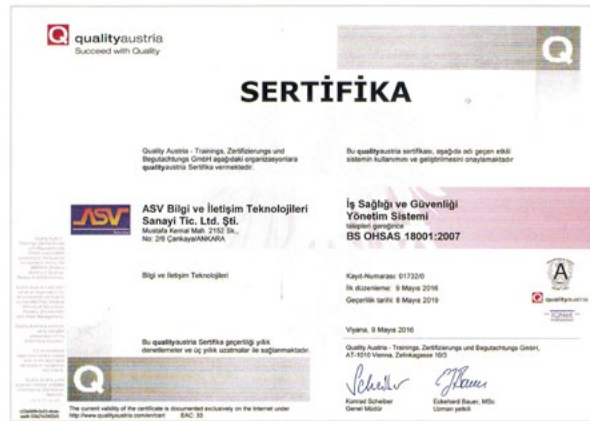 qualityaustria
Succeed with Quality
SERTİFİKA
Quality Austria - Trainings, Zertifizierungs und
Begutachtungs GmbH aşağıdaki organizasyonlara
qualityaustria Sertifika vermektedir.
Bu qualityaustria sertifikası, aşağıda adı geçen etkili
sistemin kullanımını ve geliştirilmesini onaylamaktadır
ASV
ASV Bilgi ve İletişim Teknolojileri
Sanayi Tic. Ltd. Şti.
Mustafa Kemal Mah. 2152 Sk.,
No: 2/6 Çankaya/ANKARA
İş Sağlığı ve Güvenliği
Yönetim Sistemi
talepleri gereğince
BS OHSAS 18001:2007
Bilgi ve İletişim Teknolojileri
Kayıt-Numarası: 01732/0
İlk düzenleme: 9 Mayıs 2016
Geçerlilik tarihi: 8 Mayıs 2019
qualityaustria
IQNet
Viyana, 9 Mayıs 2016
Bu qualityaustria Sertifika geçerliliği yıllık
denetlemeler ve üç yıllık uzatmalar ile sağlanmaktadır.
Quality Austria - Trainings, Zertifizierungs und Begutachtungs GmbH,
AT-1010 Vienna, Zelinkagasse 10/3
Konrad Scheiber
Genel Müdür
Eckehard Bauer, MSc
Uzman yetkili
The current validity of the certificate is documented exclusively on the Internet under
http://www.qualityaustria.com/en/cert
EAC: 33